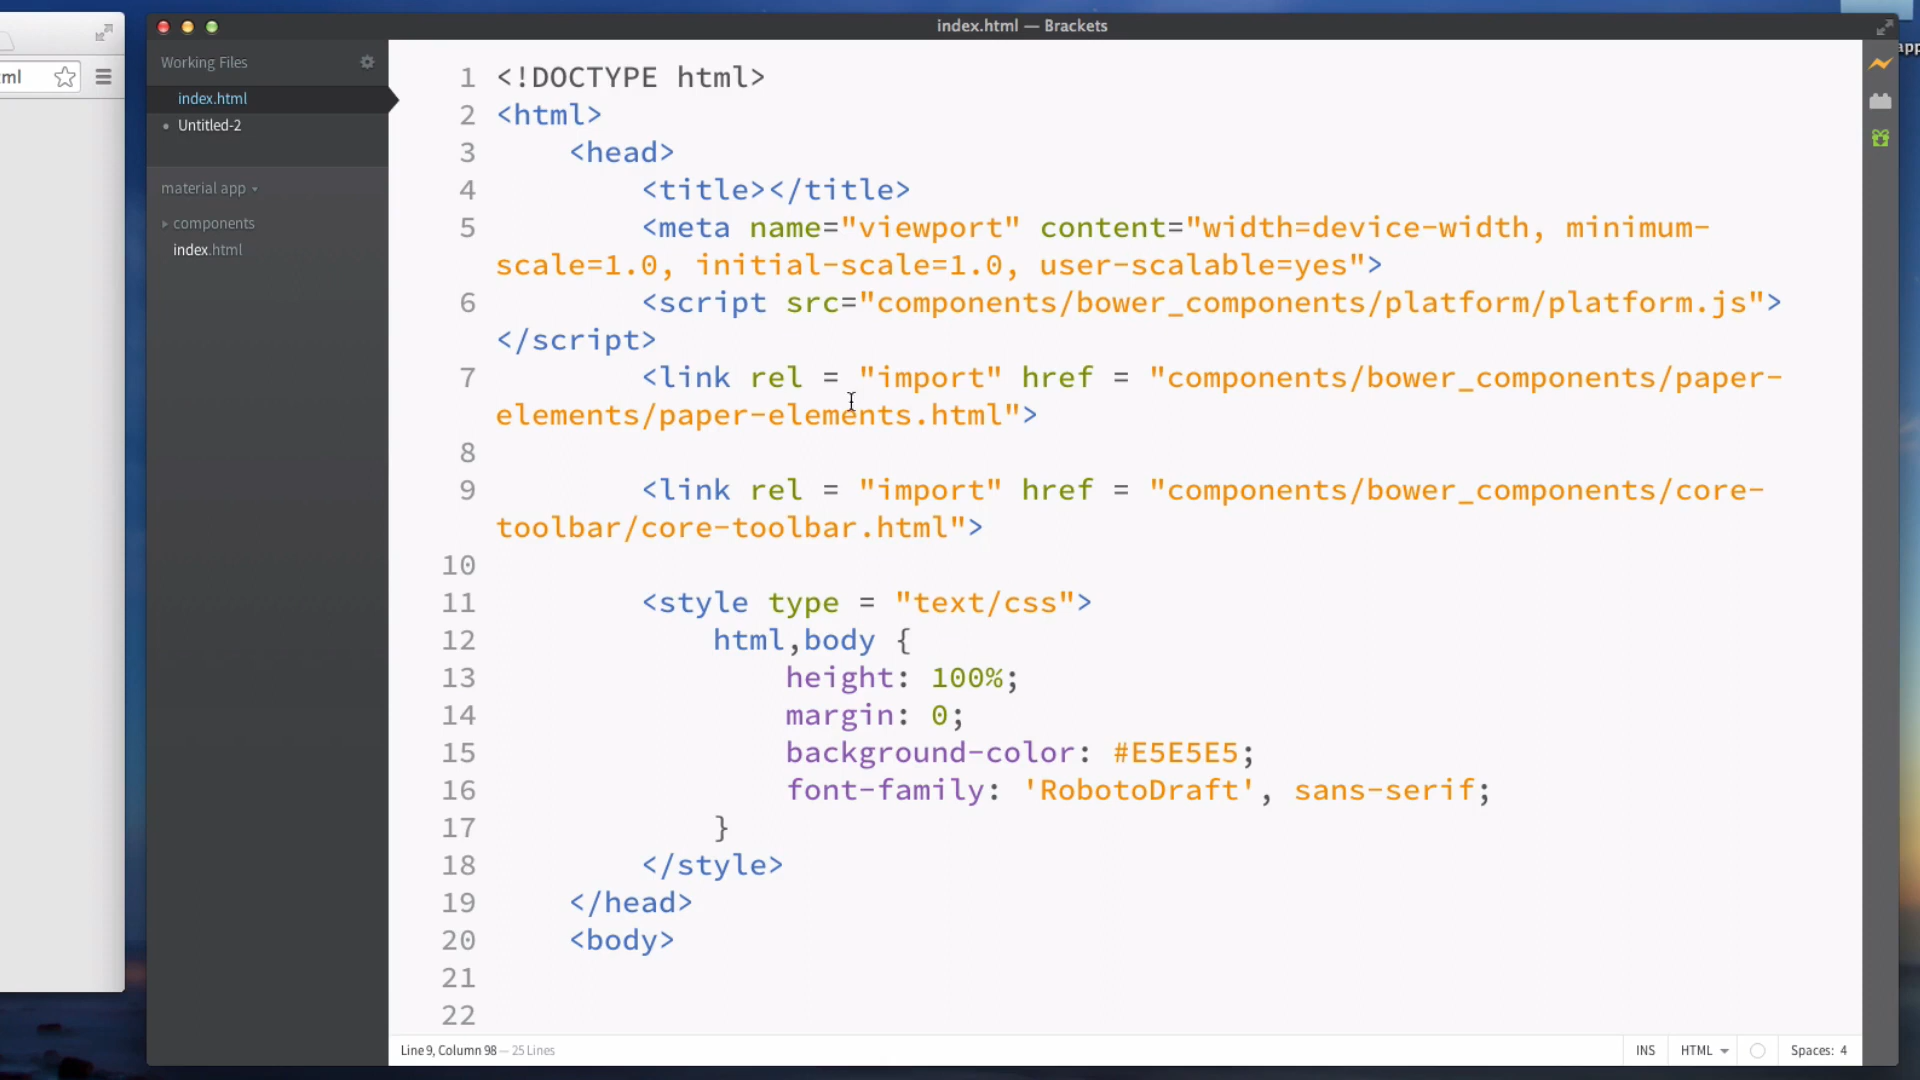 index.html — Brackets
ml
app
Working Files
index.html
Untitled-2
material app
components
index.html
1 <!DOCTYPE html>
2 <html>
3 <head>
4 <title></title>
5 <meta name="viewport" content="width=device-width, minimum-
scale=1.0, initial-scale=1.0, user-scalable=yes">
6 <script src="components/bower_components/platform/platform.js">
</script>
7 <link rel = "import" href = "components/bower_components/paper-
elements/paper-elements.html">
8
9 <link rel = "import" href = "components/bower_components/core-
toolbar/core-toolbar.html">
10
11 <style type = "text/css">
12 html,body {
13 height: 100%;
14 margin: 0;
15 background-color: #E5E5E5;
16 font-family: 'RobotoDraft', sans-serif;
17 }
18 </style>
19 </head>
20 <body>
21
22
Line 9, Column 98 — 25 Lines
INS HTML Spaces: 4